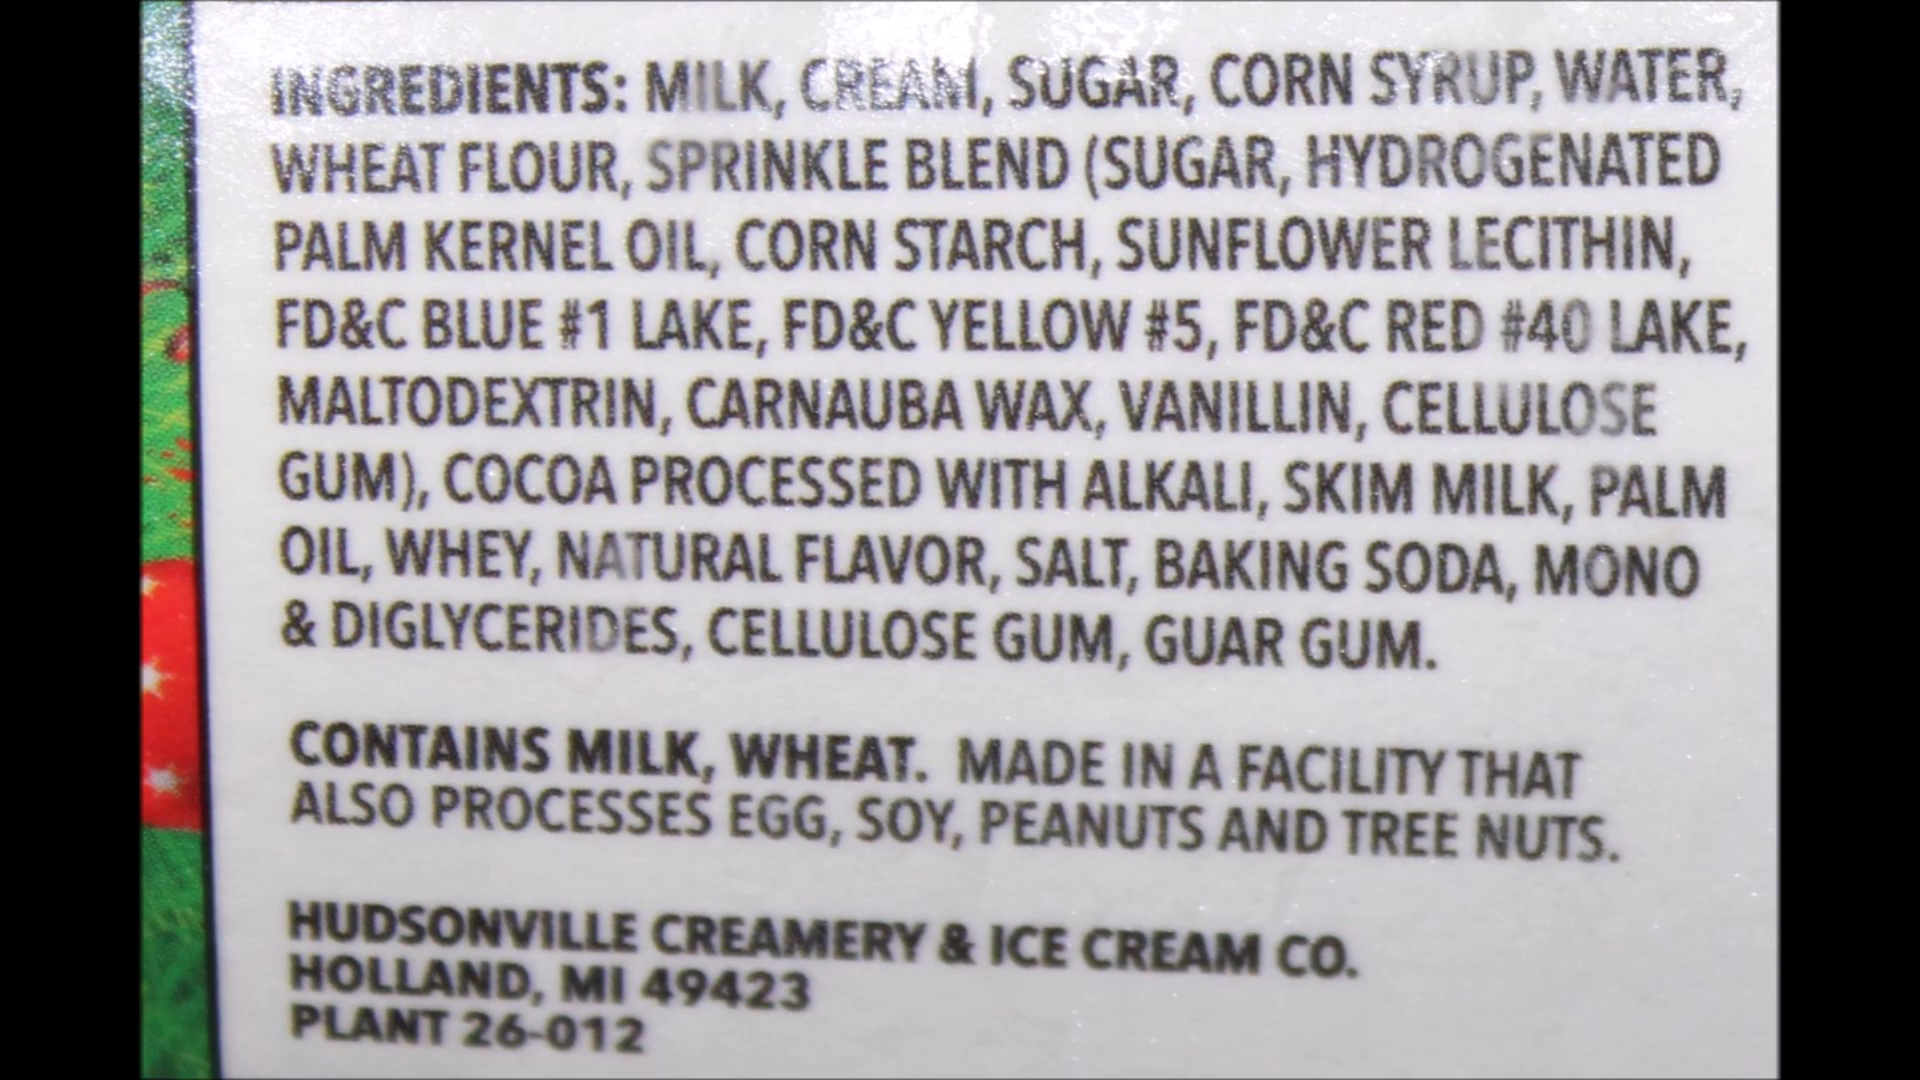 INGREDIENTS: MILK, CREAM, SUGAR, CORN SYRUP, WATER,
WHEAT FLOUR, SPRINKLE BLEND (SUGAR, HYDROGENATED
PALM KERNEL OIL, CORN STARCH, SUNFLOWER LECITHIN,
FD&C BLUE #1 LAKE, FD&C YELLOW #5, FD&C RED #40 LAKE,
MALTODEXTRIN, CARNAUBA WAX, VANILLIN, CELLULOSE
GUM), COCOA PROCESSED WITH ALKALI, SKIM MILK, PALM
OIL, WHEY, NATURAL FLAVOR, SALT, BAKING SODA, MONO
& DIGLYCERIDES, CELLULOSE GUM, GUAR GUM.
CONTAINS MILK, WHEAT. MADE IN A FACILITY THAT
ALSO PROCESSES EGG, SOY, PEANUTS AND TREE NUTS.
HUDSONVILLE CREAMERY & ICE CREAM CO.
HOLLAND, MI 49423
PLANT 26-012